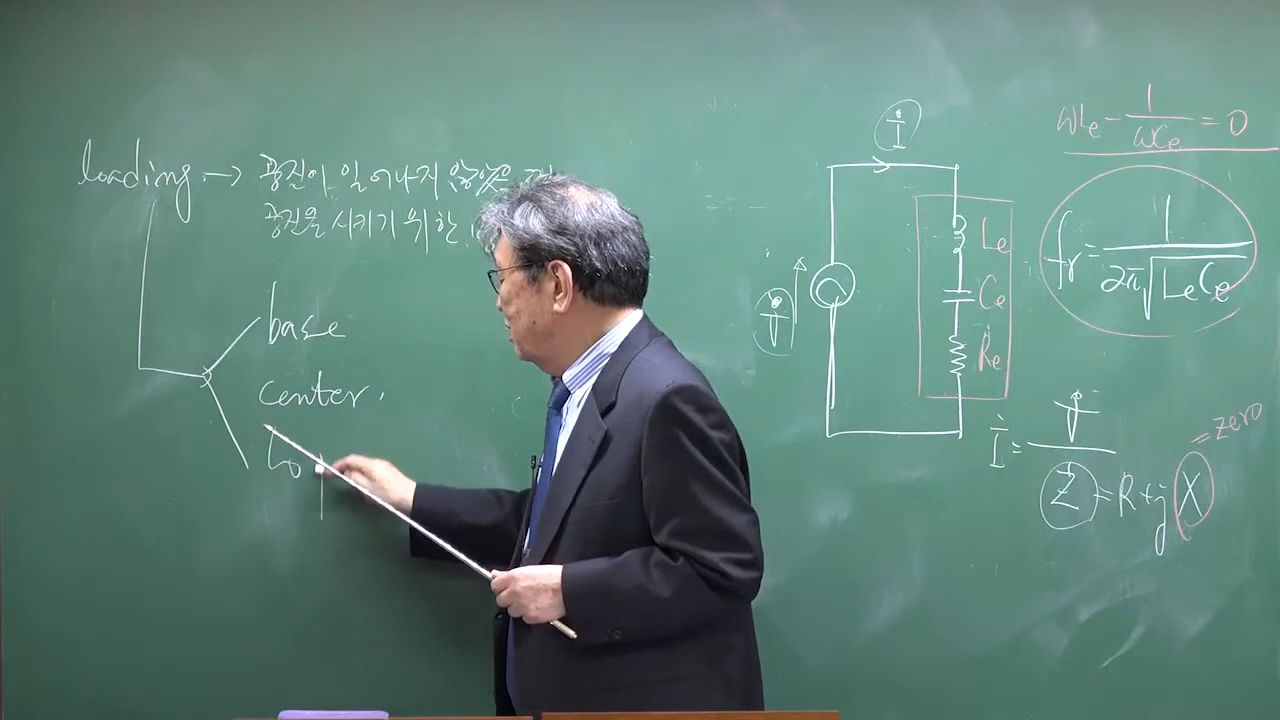 loading → 공진이 일어나지 않았을 때
공진을 시키기 위한
base
center.
top
İ
V̇
Le
Ce
Re
ωLe - 1/ωCe = 0
fr = 1/2π√LeCe
İ = V̇/Z = R + jX
= zero